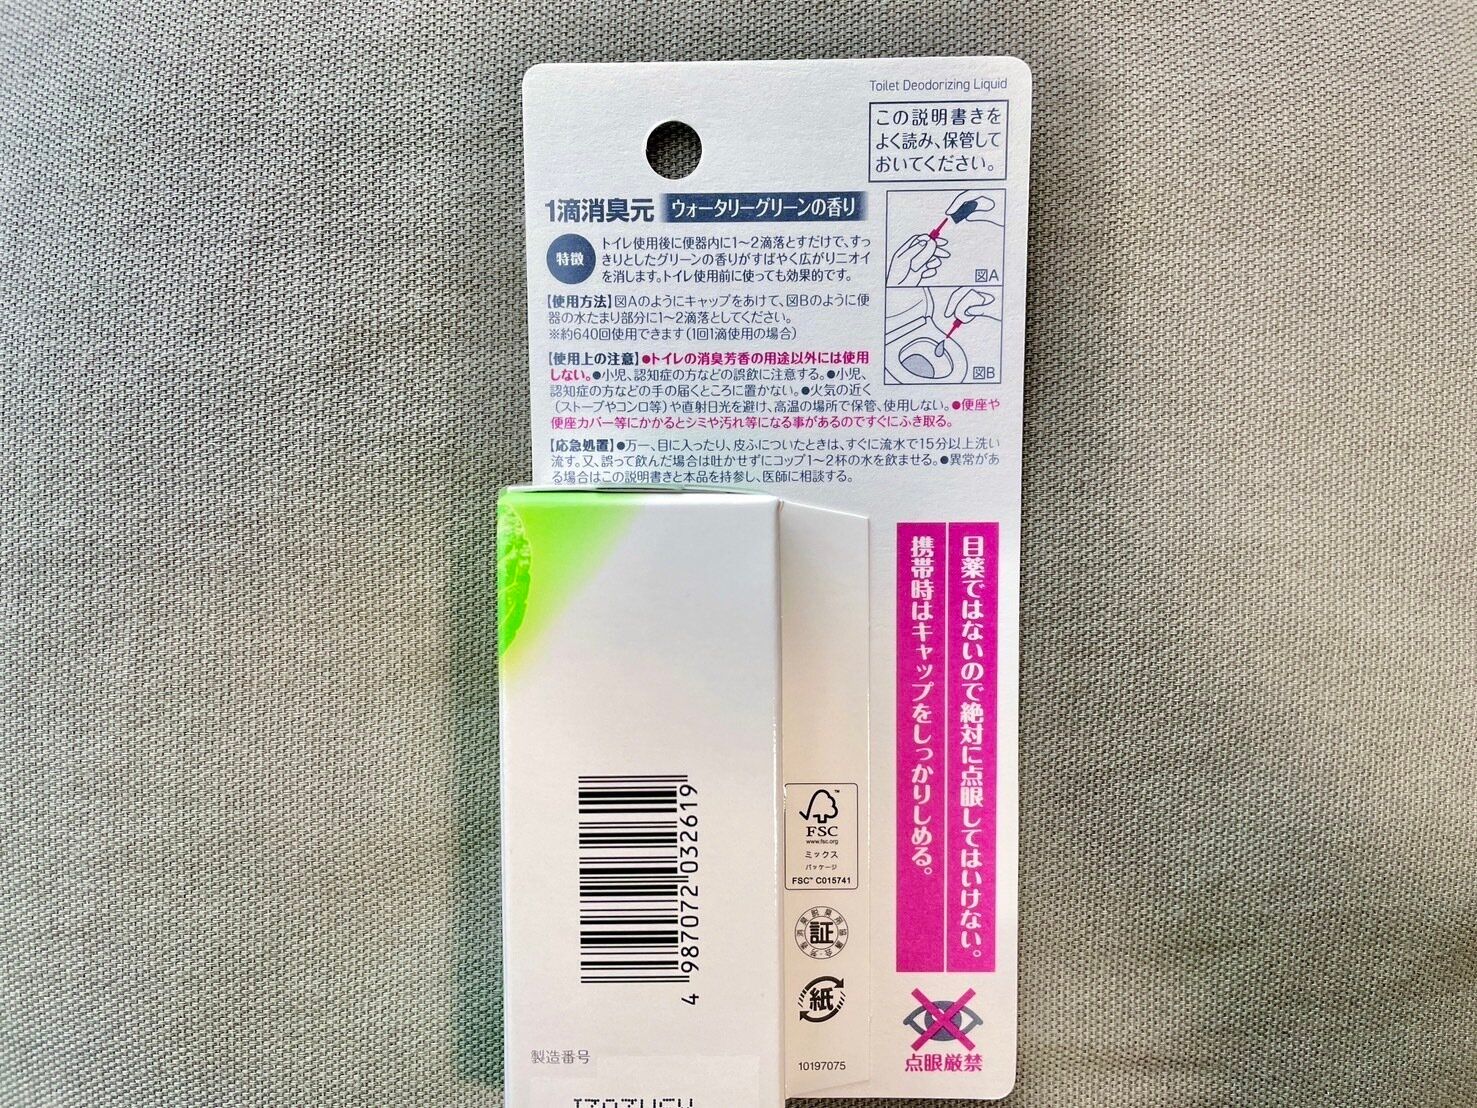 Toilet Deodorizing Liquid
この説明書きを
よく読み、保管して
おいてください。
1滴消臭元 ウォータリーグリーンの香り
特徴
トイレ使用後に便器内に1〜2滴落とすだけで、すっ
きりとしたグリーンの香りがすばやく広がりニオイ
を消します。トイレ使用前に使っても効果的です。
図A
【使用方法】図Aのようにキャップをあけて、図Bのように便
器の水たまり部分に1〜2滴落としてください。
※約640回使用できます(1回1滴使用の場合)
図B
【使用上の注意】●トイレの消臭芳香の用途以外には使用
しない。●小児、認知症の方などの誤飲に注意する。●小児、
認知症の方などの手の届くところに置かない。●火気の近く
(ストーブやコンロ等)や直射日光を避け、高温の場所で保管、使用しない。●便座や
便座カバー等にかかるとシミや汚れ等になる事があるのですぐにふき取る。
【応急処置】●万一、目に入ったり、皮ふについたときは、すぐに流水で15分以上洗い
流す。又、誤って飲んだ場合は吐かせずにコップ1〜2杯の水を飲ませる。●異常があ
る場合はこの説明書きと本品を持参し、医師に相談する。
目薬ではないので絶対に点眼してはいけない。
携帯時はキャップをしっかりしめる。
点眼厳禁
4 987072 032619
FSC
www.fsc.org
ミックス
パッケージ
FSC™ C015741
証
紙
10197075
製造番号